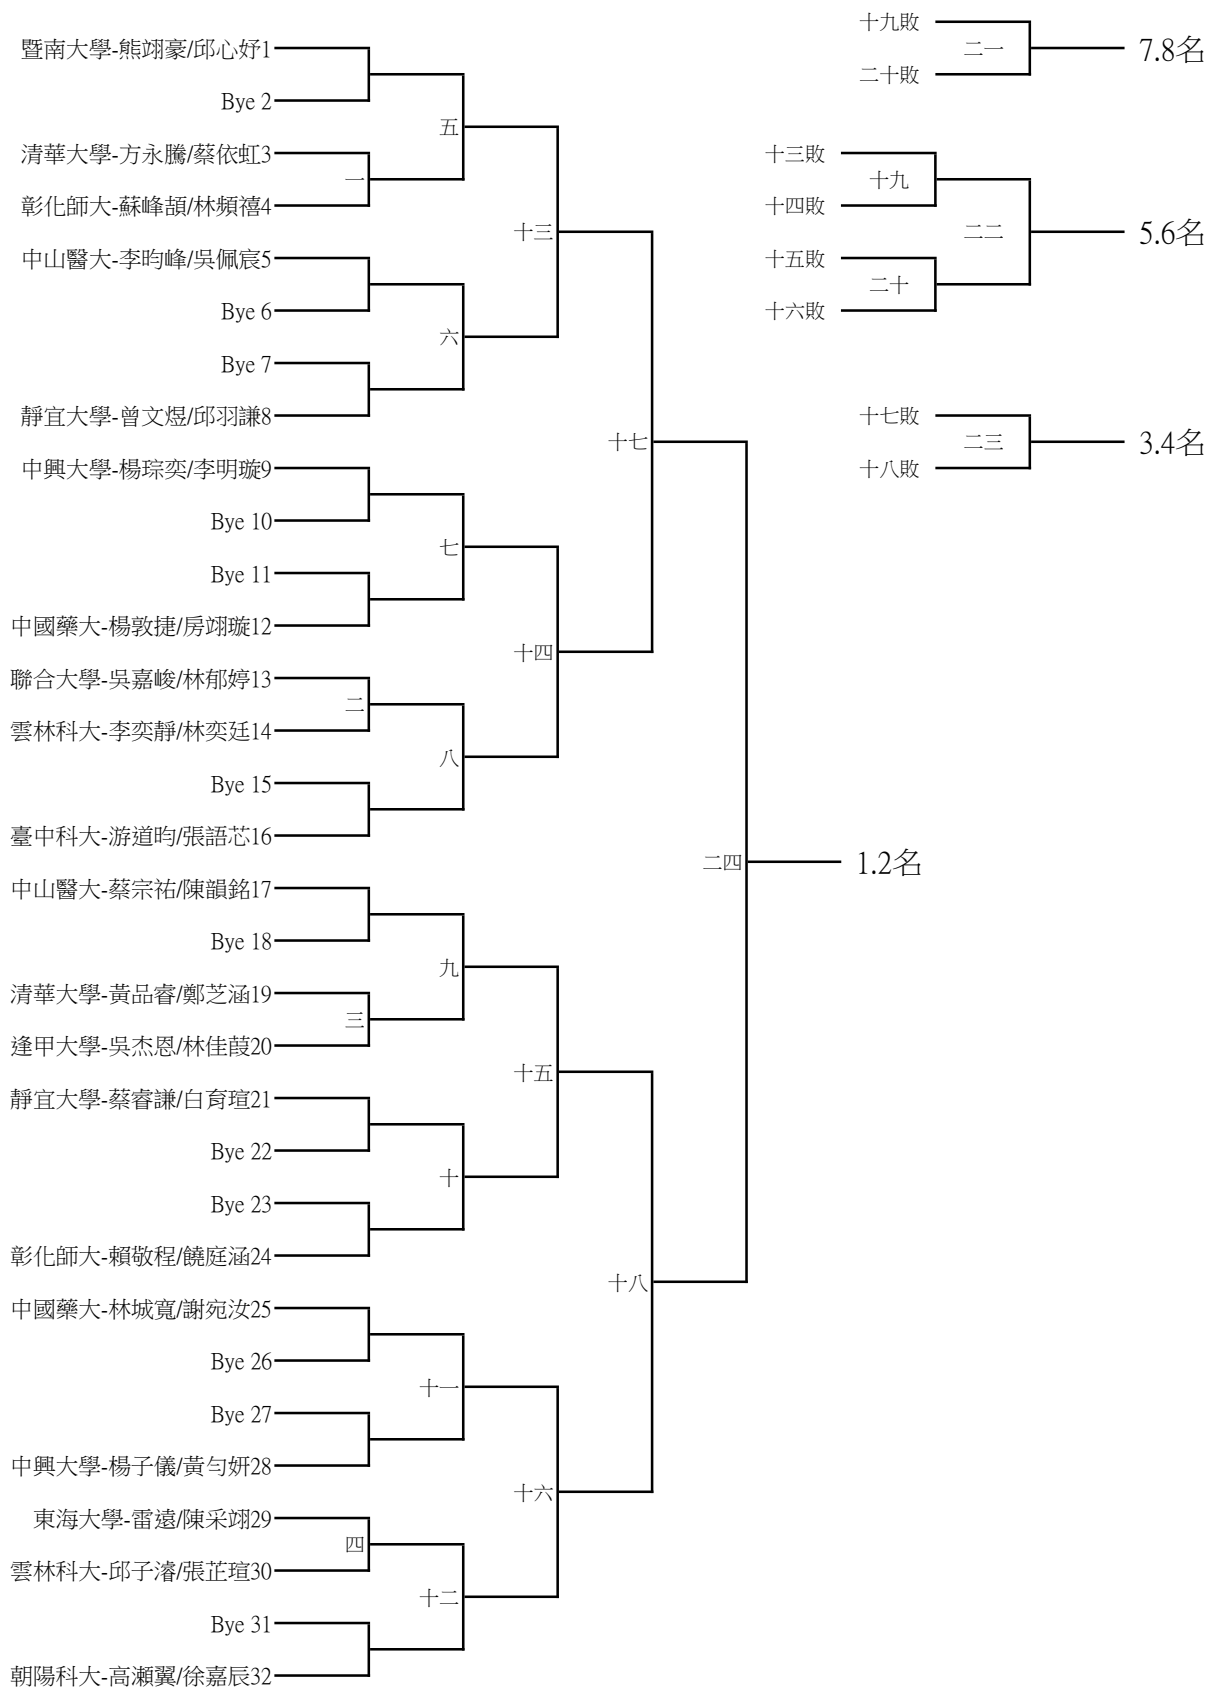 暨南大學-熊翊豪/邱心妤1
Bye 2
清華大學-方永騰/蔡依虹3
彰化師大-蘇峰頡/林頻禧4
中山醫大-李昀峰/吳佩宸5
Bye 6
Bye 7
靜宜大學-曾文煜/邱羽謙8
中興大學-楊琮奕/李明璇9
Bye 10
Bye 11
中國藥大-楊敦捷/房翊璇12
聯合大學-吳嘉峻/林郁婷13
雲林科大-李奕靜/林奕廷14
Bye 15
臺中科大-游道昀/張語芯16
中山醫大-蔡宗祐/陳韻銘17
Bye 18
清華大學-黃品睿/鄭芝涵19
逢甲大學-吳杰恩/林佳葭20
靜宜大學-蔡睿謙/白育瑄21
Bye 22
Bye 23
彰化師大-賴敬程/饒庭涵24
中國藥大-林城寬/謝宛汝25
Bye 26
Bye 27
中興大學-楊子儀/黃勻妍28
東海大學-雷遠/陳采翊29
雲林科大-邱子濬/張芷瑄30
Bye 31
朝陽科大-高瀨翼/徐嘉辰32
一
二
三
四
五
六
七
八
九
十
十一
十二
十三
十四
十五
十六
十七
十八
二四
1.2名
十九敗
二十敗
二一
7.8名
十三敗
十四敗
十九
十五敗
十六敗
二十
二二
5.6名
十七敗
十八敗
二三
3.4名